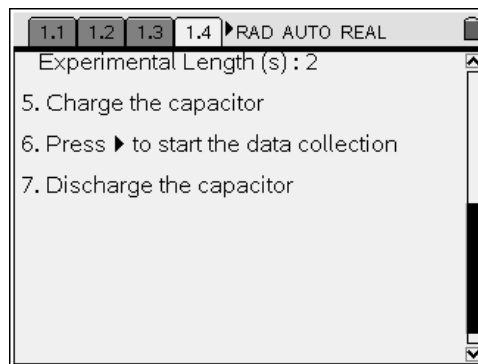 1.1 1.2 1.3 1.4 RAD AUTO REAL
Experimental Length (s) : 2
5. Charge the capacitor
6. Press ▶ to start the data collection
7. Discharge the capacitor